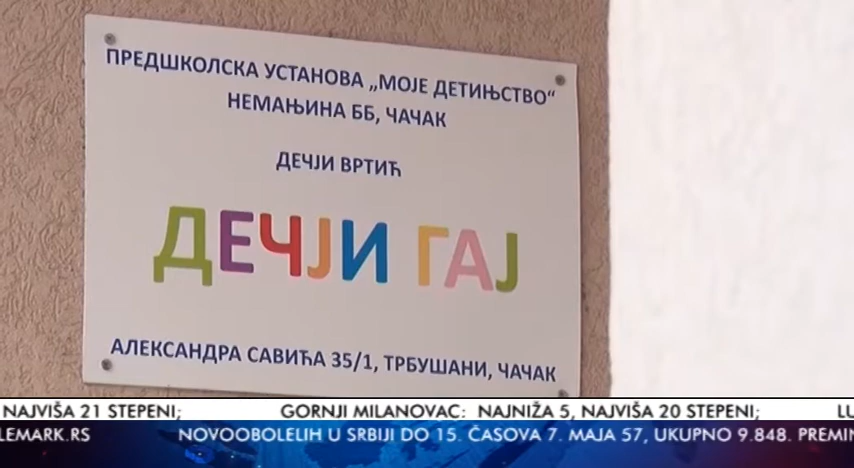 ПРЕДШКОЛСКА УСТАНОВА „МОЈЕ ДЕТИЊСТВО“
НЕМАЊИНА ББ, ЧАЧАК
ДЕЧЈИ ВРТИЋ
ДЕЧЈИ ГАЈ
АЛЕКСАНДРА САВИЋА 35/1, ТРБУШАНИ, ЧАЧАК
NAJVIŠA 21 STEPENI; GORNJI MILANOVAC: NAJNIŽA 5, NAJVIŠA 20 STEPENI; LU
LEMARK.RS NOVOOBOLELIH U SRBIJI DO 15. ČASOVA 7. MAJA 57, UKUPNO 9.848. PREMIN